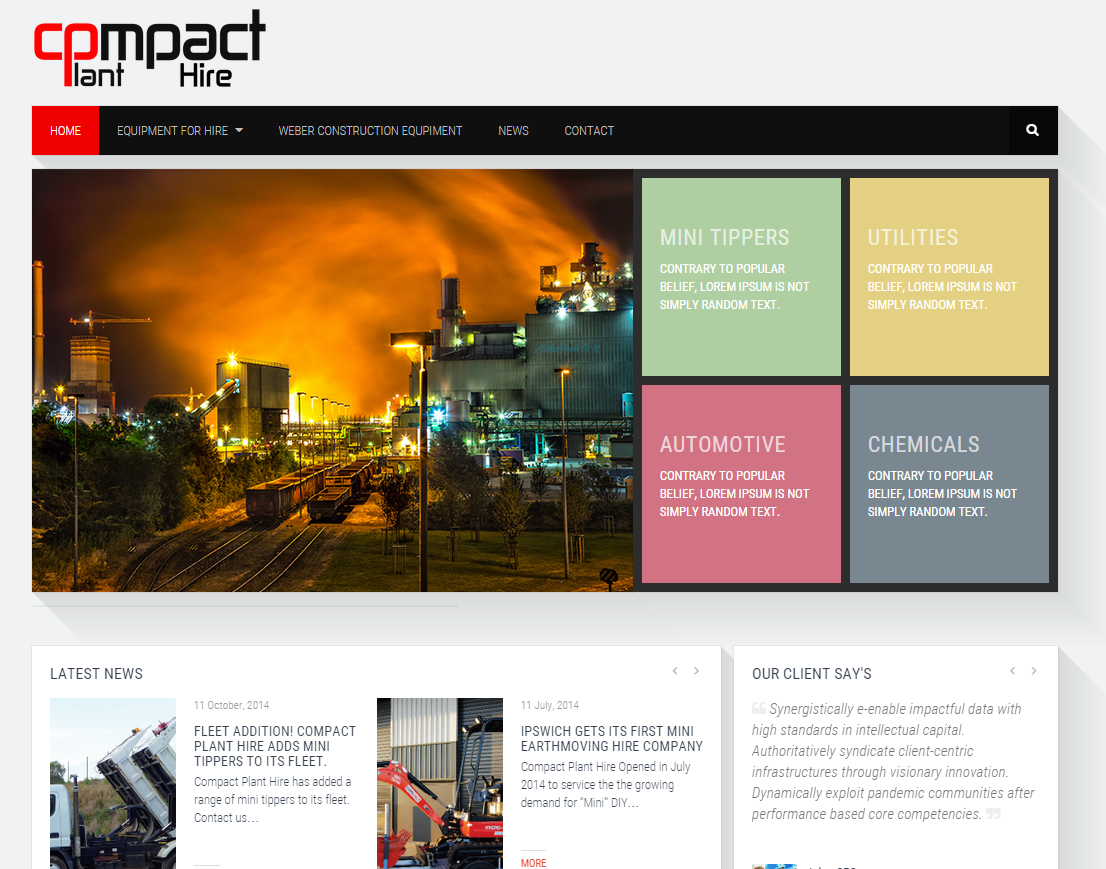 compact
plant Hire
HOME EQUIPMENT FOR HIRE WEBER CONSTRUCTION EQUPIMENT NEWS CONTACT
MINI TIPPERS
CONTRARY TO POPULAR
BELIEF, LOREM IPSUM IS NOT
SIMPLY RANDOM TEXT.
UTILITIES
CONTRARY TO POPULAR
BELIEF, LOREM IPSUM IS NOT
SIMPLY RANDOM TEXT.
AUTOMOTIVE
CONTRARY TO POPULAR
BELIEF, LOREM IPSUM IS NOT
SIMPLY RANDOM TEXT.
CHEMICALS
CONTRARY TO POPULAR
BELIEF, LOREM IPSUM IS NOT
SIMPLY RANDOM TEXT.
LATEST NEWS
11 October, 2014
FLEET ADDITION! COMPACT
PLANT HIRE ADDS MINI
TIPPERS TO ITS FLEET.
Compact Plant Hire has added a
range of mini tippers to its fleet.
Contact us...
11 July, 2014
IPSWICH GETS ITS FIRST MINI
EARTHMOVING HIRE COMPANY
Compact Plant Hire Opened in July
2014 to service the the growing
demand for "Mini" DIY...
MORE
OUR CLIENT SAY'S
“ Synergistically e-enable impactful data with
high standards in intellectual capital.
Authoritatively syndicate client-centric
infrastructures through visionary innovation.
Dynamically exploit pandemic communities after
performance based core competencies. ”